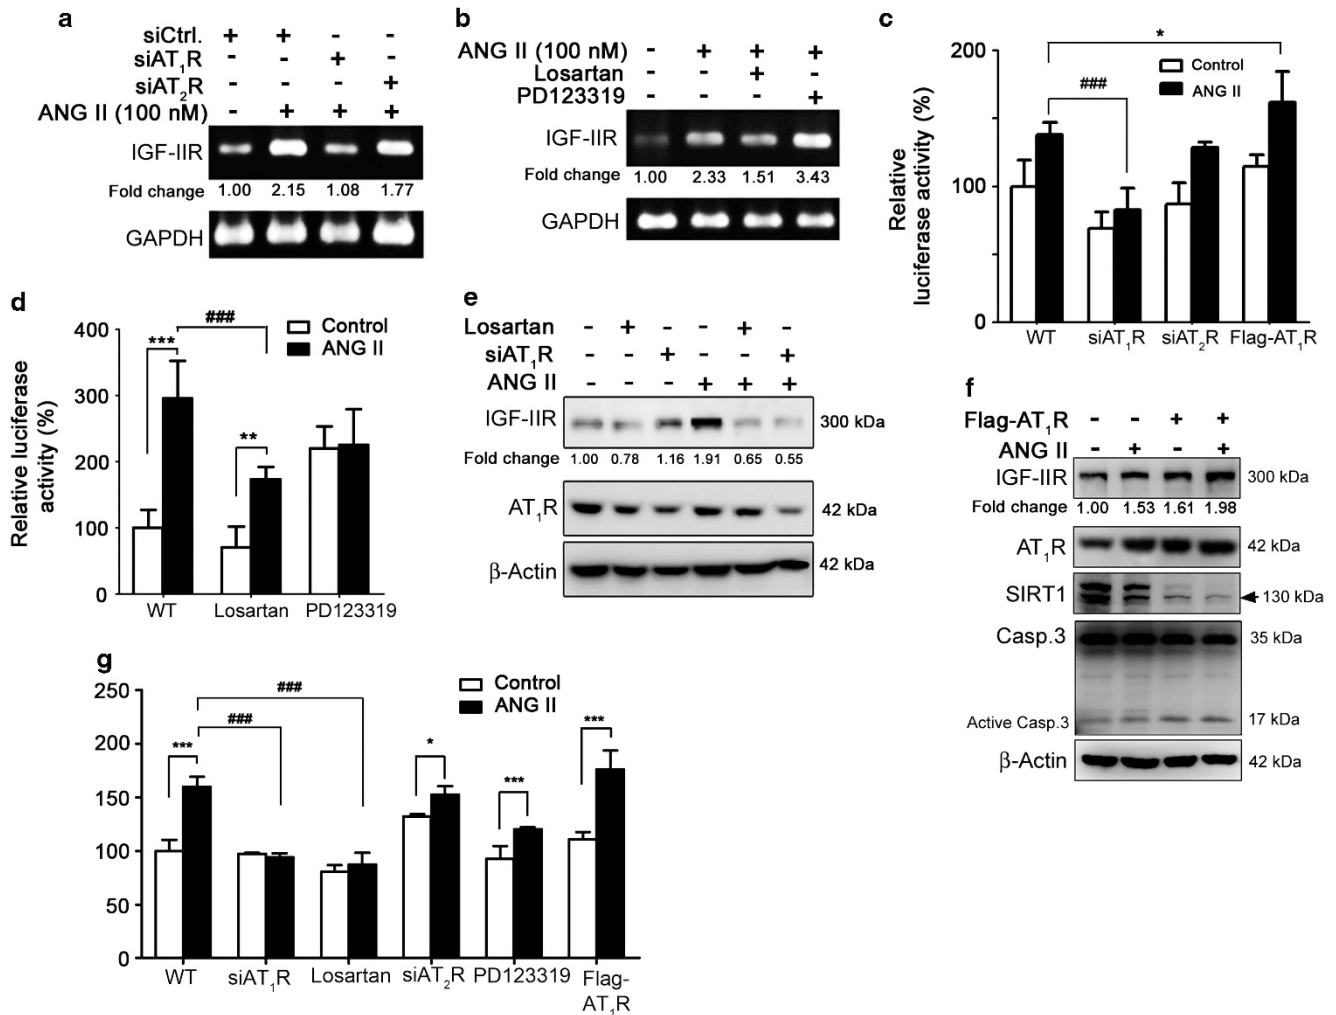 a
siCtrl. + + - -
siAT1R - - + -
siAT2R - - - +
ANG II (100 nM) - + + +
IGF-IIR
Fold change 1.00 2.15 1.08 1.77
GAPDH
b
ANG II (100 nM) - + + +
Losartan - - + -
PD123319 - - - +
IGF-IIR
Fold change 1.00 2.33 1.51 3.43
GAPDH
c
Relative luciferase activity (%)
200
100
0
*
###
Control
ANG II
WT siAT1R siAT2R Flag-AT1R
d
Relative luciferase activity (%)
400
300
200
100
0
***
###
**
Control
ANG II
WT Losartan PD123319
e
Losartan - + - - + -
siAT1R - - + - - +
ANG II - - - + + +
IGF-IIR 300 kDa
Fold change 1.00 0.78 1.16 1.91 0.65 0.55
AT1R 42 kDa
β-Actin 42 kDa
f
Flag-AT1R - - + +
ANG II - + - +
IGF-IIR 300 kDa
Fold change 1.00 1.53 1.61 1.98
AT1R 42 kDa
SIRT1 130 kDa
Casp.3 35 kDa
Active Casp.3 17 kDa
β-Actin 42 kDa
g
250
200
150
100
50
0
***
###
###
*
***
***
Control
ANG II
WT siAT1R Losartan siAT2R PD123319 Flag-AT1R